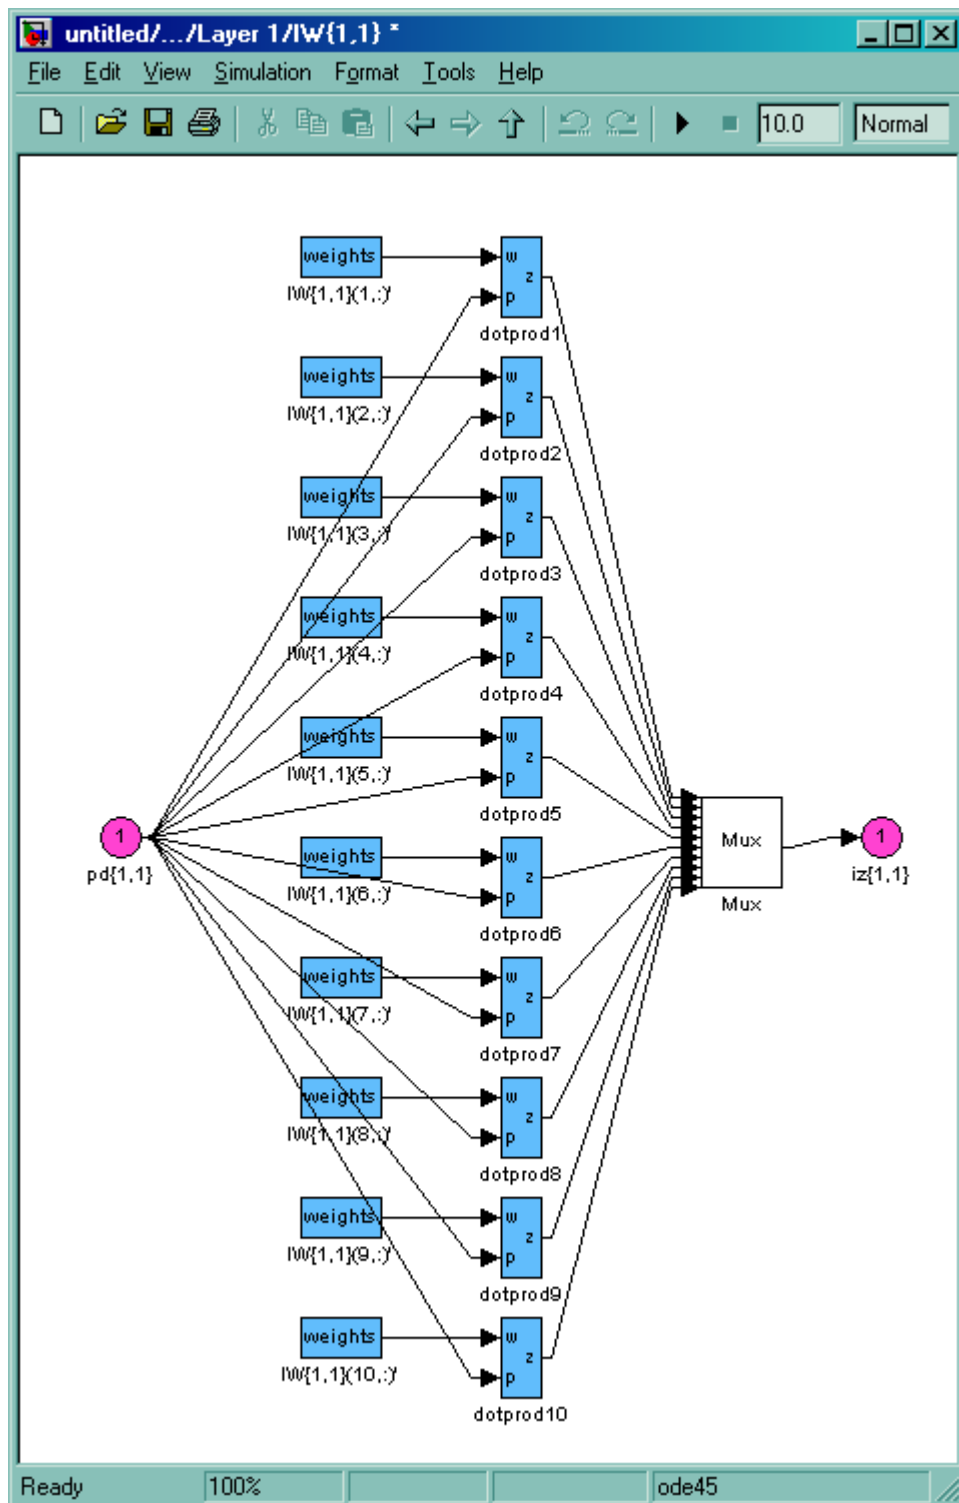 untitled/.../Layer 1/IW{1,1} *
File Edit View Simulation Format Tools Help
10.0 Normal
weights w z p
IW{1,1}(1,:)'
dotprod1
weights w z p
IW{1,1}(2,:)'
dotprod2
weights w z p
IW{1,1}(3,:)'
dotprod3
weights w z p
IW{1,1}(4,:)'
dotprod4
weights w z p
IW{1,1}(5,:)'
dotprod5
1 Mux 1
pd{1,1} iz{1,1}
Mux
weights w z p
IW{1,1}(6,:)'
dotprod6
weights w z p
IW{1,1}(7,:)'
dotprod7
weights w z p
IW{1,1}(8,:)'
dotprod8
weights w z p
IW{1,1}(9,:)'
dotprod9
weights w z p
IW{1,1}(10,:)'
dotprod10
Ready 100% ode45